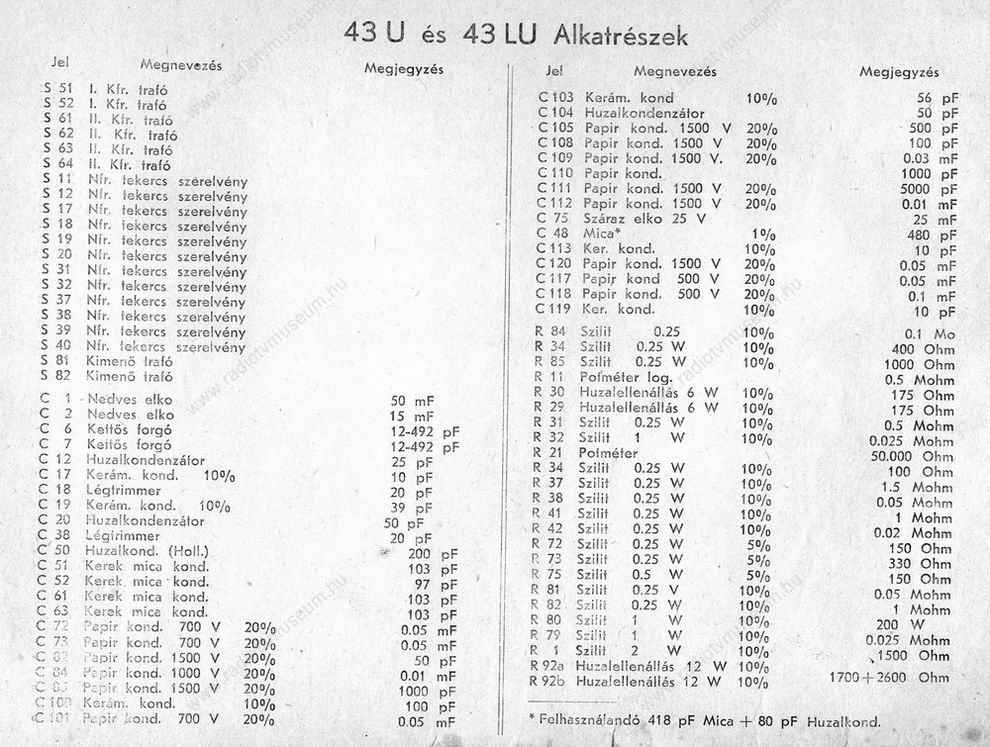 43 U és 43 LU Alkatrészek
Jel Megnevezés Megjegyzés
S 51 I. Kfr. trafó
S 52 I. Kfr. trafó
S 61 II. Kfr. trafó
S 62 II. Kfr. trafó
S 63 II. Kfr. trafó
S 64 II. Kfr. trafó
S 11 Nfr. tekercs szerelvény
S 12 Nfr. tekercs szerelvény
S 17 Nfr. tekercs szerelvény
S 18 Nfr. tekercs szerelvény
S 19 Nfr. tekercs szerelvény
S 20 Nfr. tekercs szerelvény
S 31 Nfr. tekercs szerelvény
S 32 Nfr. tekercs szerelvény
S 37 Nfr. tekercs szerelvény
S 38 Nfr. tekercs szerelvény
S 39 Nfr. tekercs szerelvény
S 40 Nfr. tekercs szerelvény
S 81 Kimenő trafó
S 82 Kimenő trafó
C 1 Nedves elko 50 mF
C 2 Nedves elko 15 mF
C 6 Kettős forgó 12-492 pF
C 7 Kettős forgó 12-492 pF
C 12 Huzalkondenzátor 25 pF
C 17 Kerám. kond. 10% 10 pF
C 18 Légtrimmer 20 pF
C 19 Kerám. kond. 10% 39 pF
C 20 Huzalkondenzátor 50 pF
C 38 Légtrimmer 20 pF
C 50 Huzalkond. (Holl.) 200 pF
C 51 Kerek mica kond. 103 pF
C 52 Kerek mica kond. 97 pF
C 61 Kerek mica kond. 103 pF
C 63 Kerek mica kond. 103 pF
C 72 Papir kond. 700 V 20% 0.05 mF
C 73 Papir kond. 700 V 20% 0.05 mF
C Papir kond. 1500 V 20% 50 pF
C 84 Papir kond. 1000 V 20% 0.01 mF
C Papir kond. 1500 V 20% 1000 pF
C 100 Kerám. kond. 10% 100 pF
C 101 Papir kond. 700 V 20% 0.05 mF
Jel Megnevezés Megjegyzés
C 103 Kerám. kond 10% 56 pF
C 104 Huzalkondenzátor 50 pF
C 105 Papir kond. 1500 V 20% 500 pF
C 108 Papir kond. 1500 V 20% 100 pF
C 109 Papir kond. 1500 V. 20% 0.03 mF
C 110 Papir kond. 1000 pF
C 111 Papir kond. 1500 V 20% 5000 pF
C 112 Papir kond. 1500 V 20% 0.01 mF
C 75 Száraz elko 25 V 25 mF
C 48 Mica* 1% 480 pF
C 113 Ker. kond. 10% 10 pF
C 120 Papir kond. 1500 V 20% 0.05 mF
C 117 Papir kond 500 V 20% 0.05 mF
C 118 Papir kond. 500 V 20% 0.1 mF
C 119 Ker. kond. 10% 10 pF
R 84 Szilit 0.25 10% 0.1 Mo
R 34 Szilit 0.25 W 10% 400 Ohm
R 85 Szilit 0.25 W 10% 1000 Ohm
R 11 Potméter log. 0.5 Mohm
R 30 Huzalellenállás 6 W 10% 175 Ohm
R 29 Huzalellenállás 6 W 10% 175 Ohm
R 31 Szilit 0.25 W 10% 0.5 Mohm
R 32 Szilit 1 W 10% 0.025 Mohm
R 21 Potméter 50.000 Ohm
R 34 Szilit 0.25 W 10% 100 Ohm
R 37 Szilit 0.25 W 10% 1.5 Mohm
R 38 Szilit 0.25 W 10% 0.05 Mohm
R 41 Szilit 0.25 W 10% 1 Mohm
R 42 Szilit 0.25 W 10% 0.02 Mohm
R 72 Szilit 0.25 W 5% 150 Ohm
R 73 Szilit 0.25 W 5% 330 Ohm
R 75 Szilit 0.5 W 10% 150 Ohm
R 81 Szilit 0.25 V 10% 0.05 Mohm
R 82 Szilit 0.25 W 10% 1 Mohm
R 80 Szilit 1 W 10% 200 W
R 79 Szilit 1 W 10% 0.025 Mohm
R 1 Szilit 2 W 10% 1500 Ohm
R 92a Huzalellenállás 12 W 10%
R 92b Huzalellenállás 12 W 10% 1700+2600 Ohm
* Felhasználandó 418 pF Mica + 80 pF Huzalkond.
www.radiotvmuseum.hu